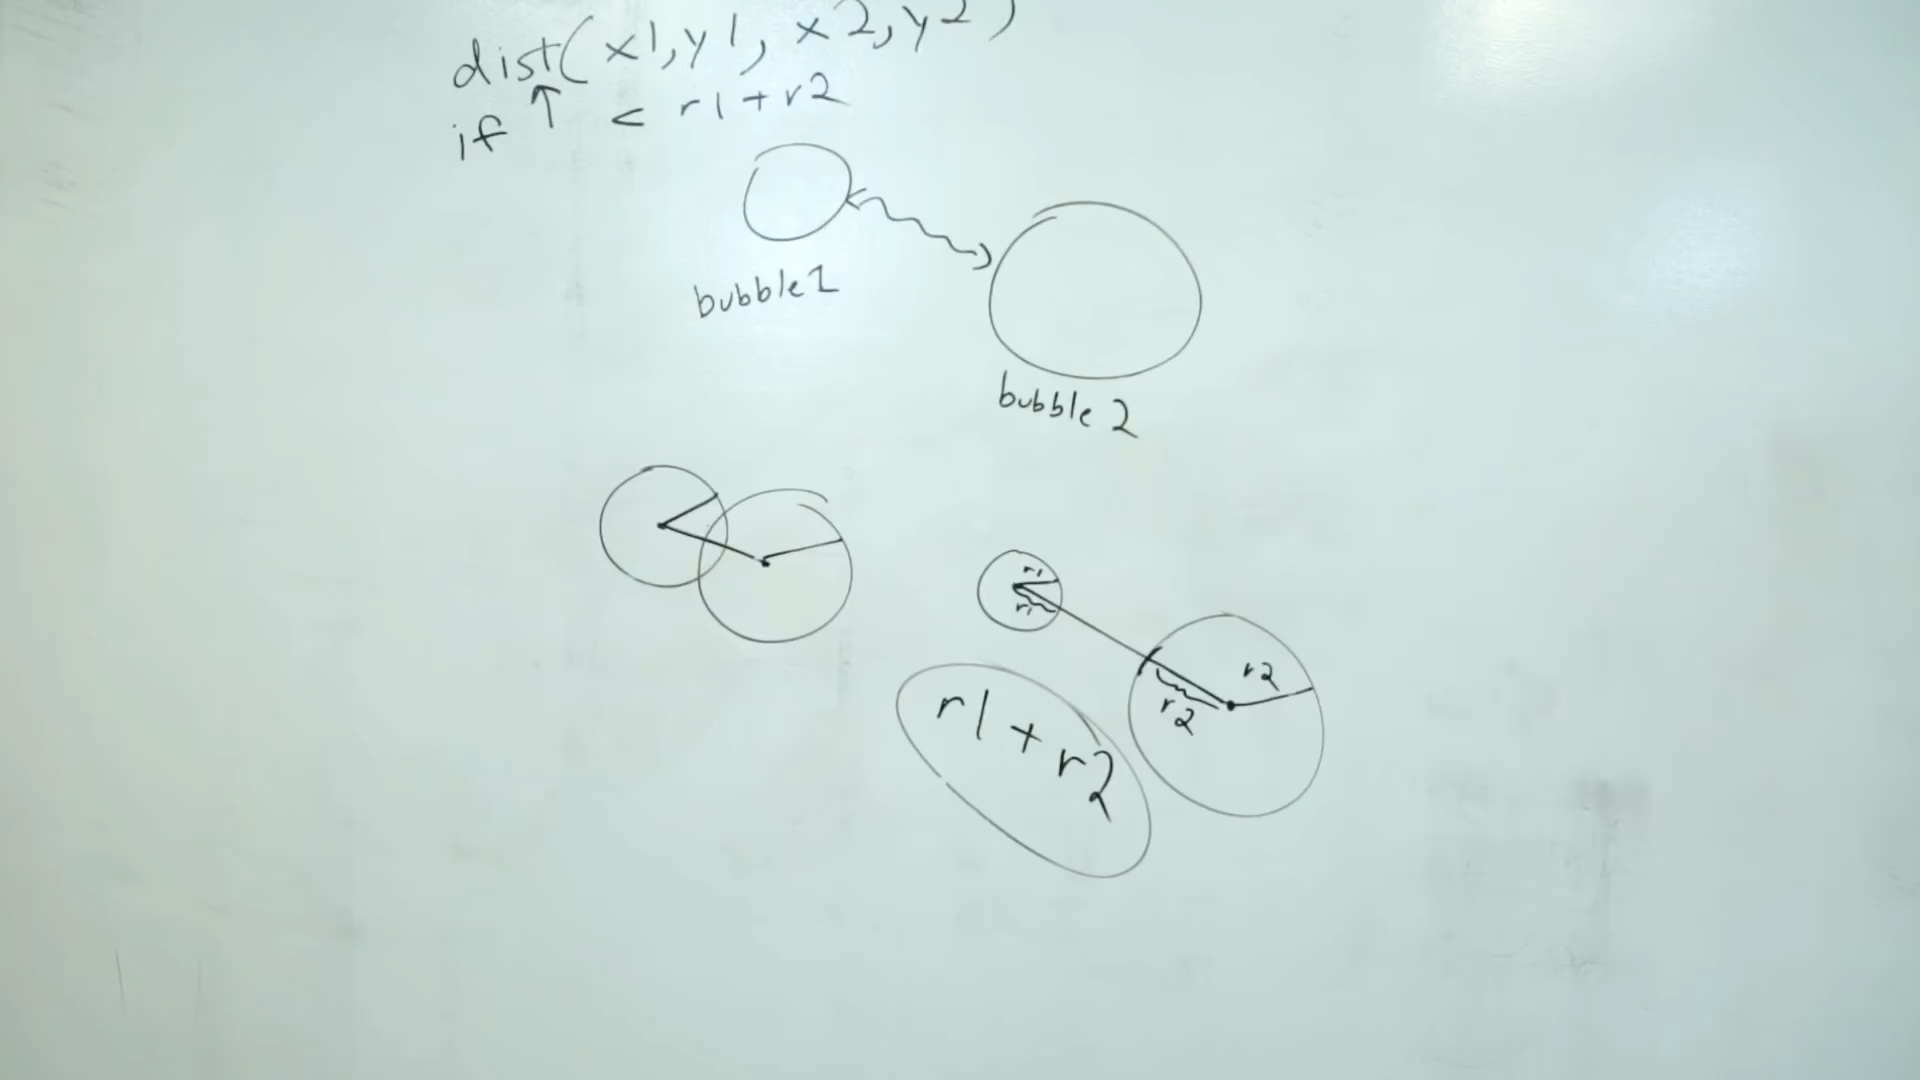 dist(x1,y1, x2,y2)
if ↑ < r1+r2
bubble1
bubble 2
r1
r1
r2
r2
r1 + r2